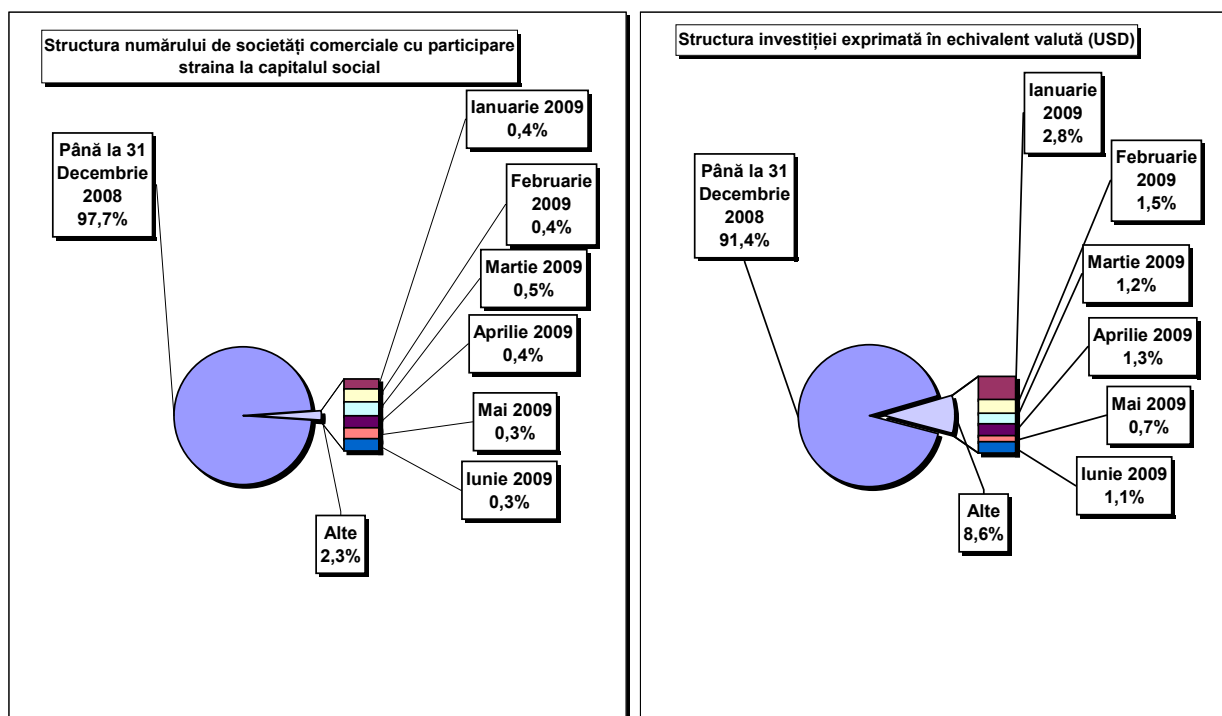 Structura numărului de societăți comerciale cu participare
straina la capitalul social
Ianuarie 2009
0,4%
Până la 31
Decembrie
2008
97,7%
Februarie
2009
0,4%
Martie 2009
0,5%
Aprilie 2009
0,4%
Mai 2009
0,3%
Iunie 2009
0,3%
Alte
2,3%
Structura investiției exprimată în echivalent valută (USD)
Ianuarie
2009
2,8%
Până la 31
Decembrie
2008
91,4%
Februarie
2009
1,5%
Martie 2009
1,2%
Aprilie 2009
1,3%
Mai 2009
0,7%
Iunie 2009
1,1%
Alte
8,6%